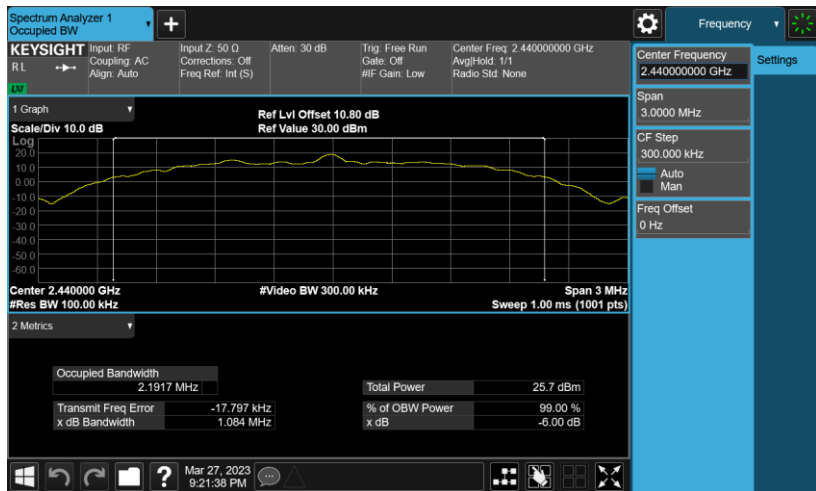 Spectrum Analyzer 1
Occupied BW
Frequency
KEYSIGHT
RL
LXI
Input: RF
Coupling: AC
Align: Auto
Input Z: 50 Ω
Corrections: Off
Freq Ref: Int (S)
Atten: 30 dB
Trig: Free Run
Gate: Off
#IF Gain: Low
Center Freq: 2.440000000 GHz
Avg|Hold: 1/1
Radio Std: None
1 Graph
Scale/Div 10.0 dB
Ref Lvl Offset 10.80 dB
Ref Value 30.00 dBm
Log
20.0
10.0
0.00
-10.0
-20.0
-30.0
-40.0
-50.0
-60.0
Center 2.440000 GHz
#Res BW 100.00 kHz
#Video BW 300.00 kHz
Span 3 MHz
Sweep 1.00 ms (1001 pts)
2 Metrics
Occupied Bandwidth
2.1917 MHz
Total Power 25.7 dBm
Transmit Freq Error -17.797 kHz
% of OBW Power 99.00 %
x dB Bandwidth 1.084 MHz
x dB -6.00 dB
?
Mar 27, 2023
9:21:38 PM
Center Frequency
2.440000000 GHz
Settings
Span
3.0000 MHz
CF Step
300.000 kHz
Auto
Man
Freq Offset
0 Hz